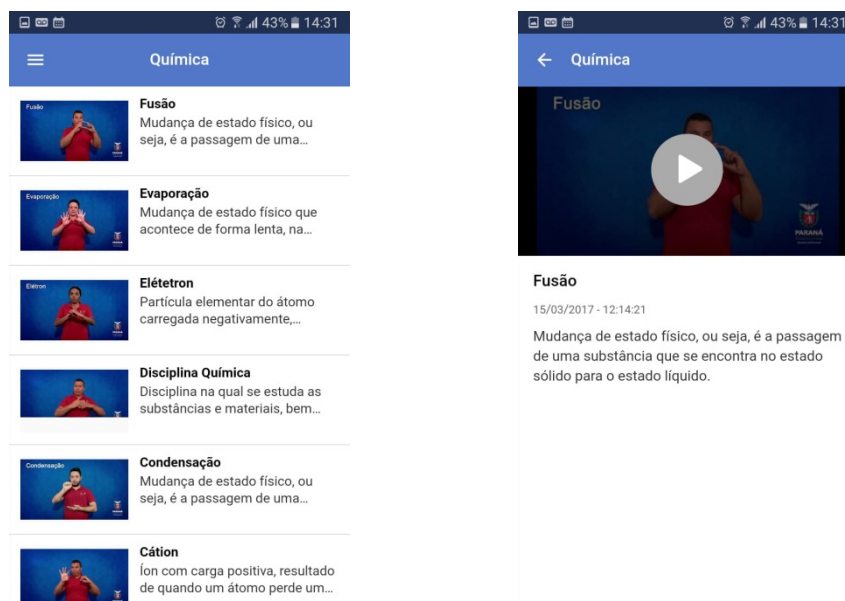 43% 14:31
Química
Fusão
Fusão
Mudança de estado físico, ou
seja, é a passagem de uma...
Evaporação
Evaporação
Mudança de estado físico que
acontece de forma lenta, na...
Elétron
Elétetron
Partícula elementar do átomo
carregada negativamente,...
Disciplina Química
Disciplina na qual se estuda as
substâncias e materiais, bem...
Condensação
Condensação
Mudança de estado físico, ou
seja, é a passagem de uma...
Cátion
Íon com carga positiva, resultado
de quando um átomo perde um...
43% 14:31
Química
Fusão
PARANÁ
Fusão
15/03/2017 - 12:14:21
Mudança de estado físico, ou seja, é a passagem
de uma substância que se encontra no estado
sólido para o estado líquido.